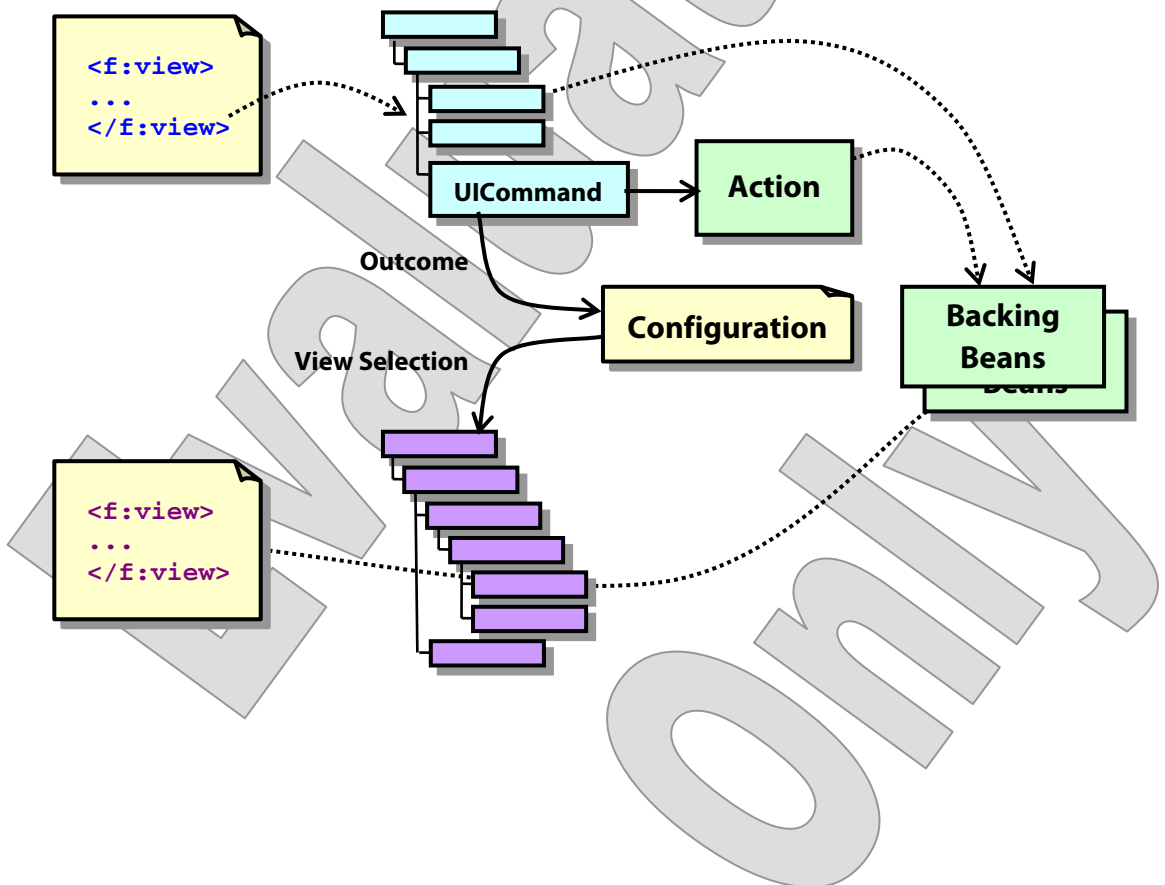 <f:view>
...
</f:view>
UICommand
Action
Outcome
Configuration
Backing
Beans
Beans
View Selection
<f:view>
...
</f:view>
Evaluation
Only